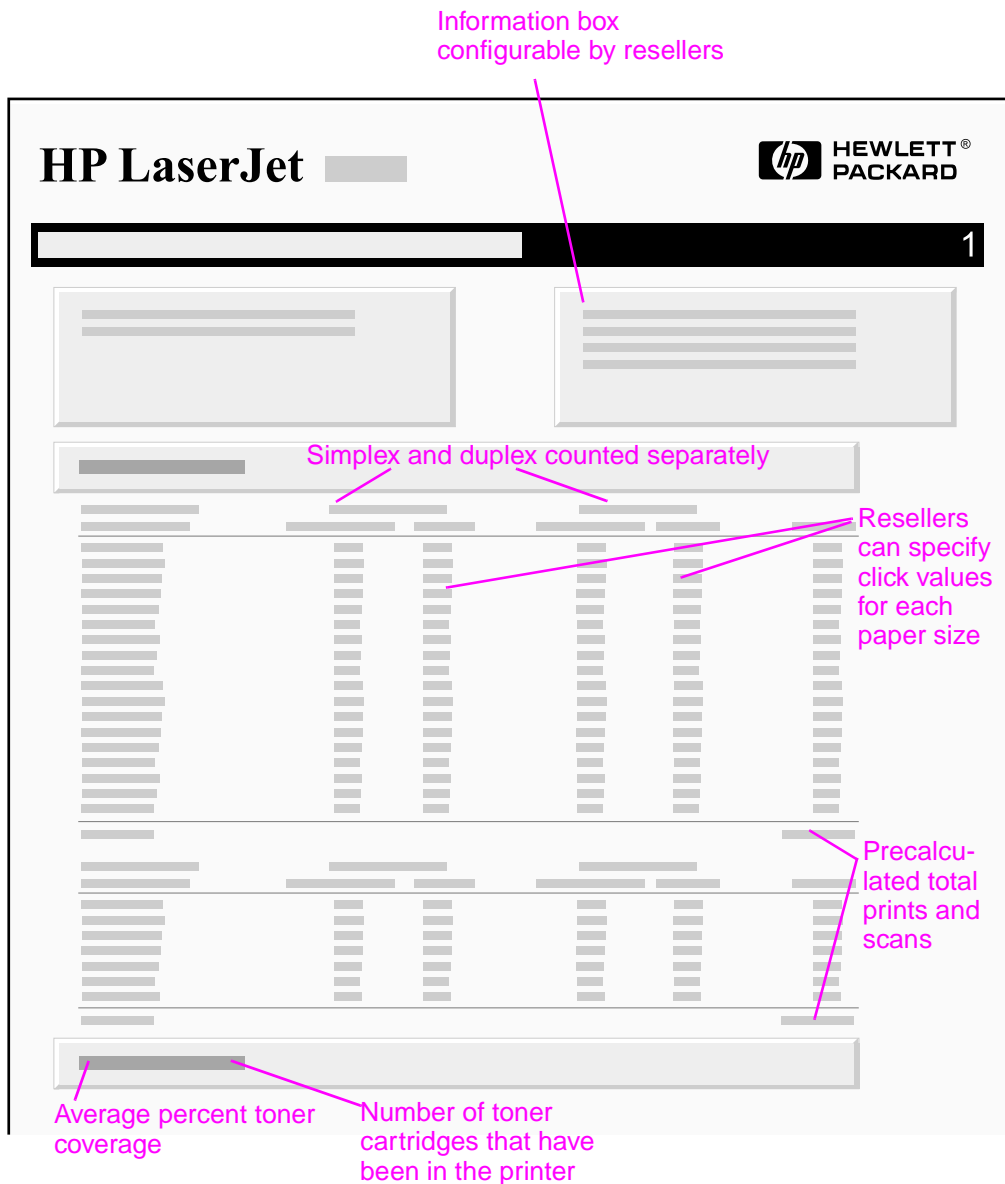 Information box
configurable by resellers
HP LaserJet
hp HEWLETT®
PACKARD
1
Simplex and duplex counted separately
Resellers
can specify
click values
for each
paper size
Precalcu-
lated total
prints and
scans
Average percent toner
coverage
Number of toner
cartridges that have
been in the printer